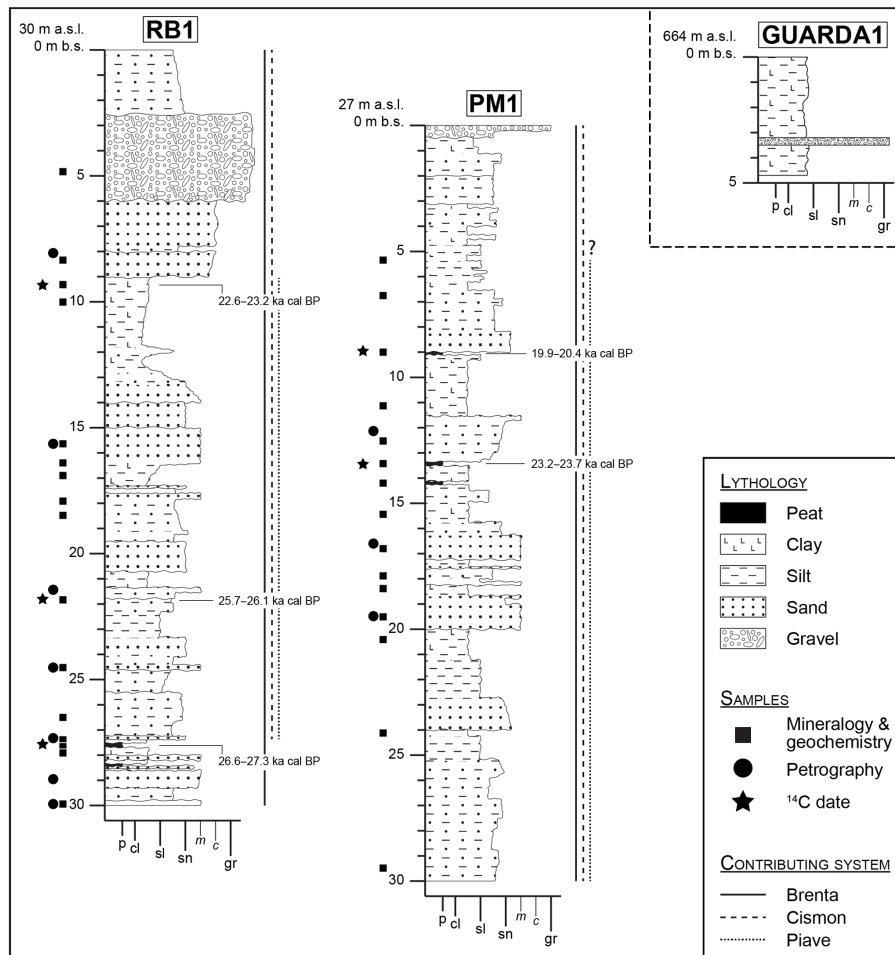 RB1
30 m a.s.l.
0 m b.s.
5
10
15
20
25
30
22.6–23.2 ka cal BP
25.7–26.1 ka cal BP
26.6–27.3 ka cal BP
p cl sl sn m c gr
PM1
27 m a.s.l.
0 m b.s.
5
10
15
20
25
30
?
19.9–20.4 ka cal BP
23.2–23.7 ka cal BP
p cl sl sn m c gr
GUARDA1
664 m a.s.l.
0 m b.s.
5
p cl sl sn m c gr
LYTHOLOGY
Peat
L L L L L L L Clay
Silt
Sand
Gravel
SAMPLES
Mineralogy &
geochemistry
Petrography
¹⁴C date
CONTRIBUTING SYSTEM
Brenta
Cismon
Piave